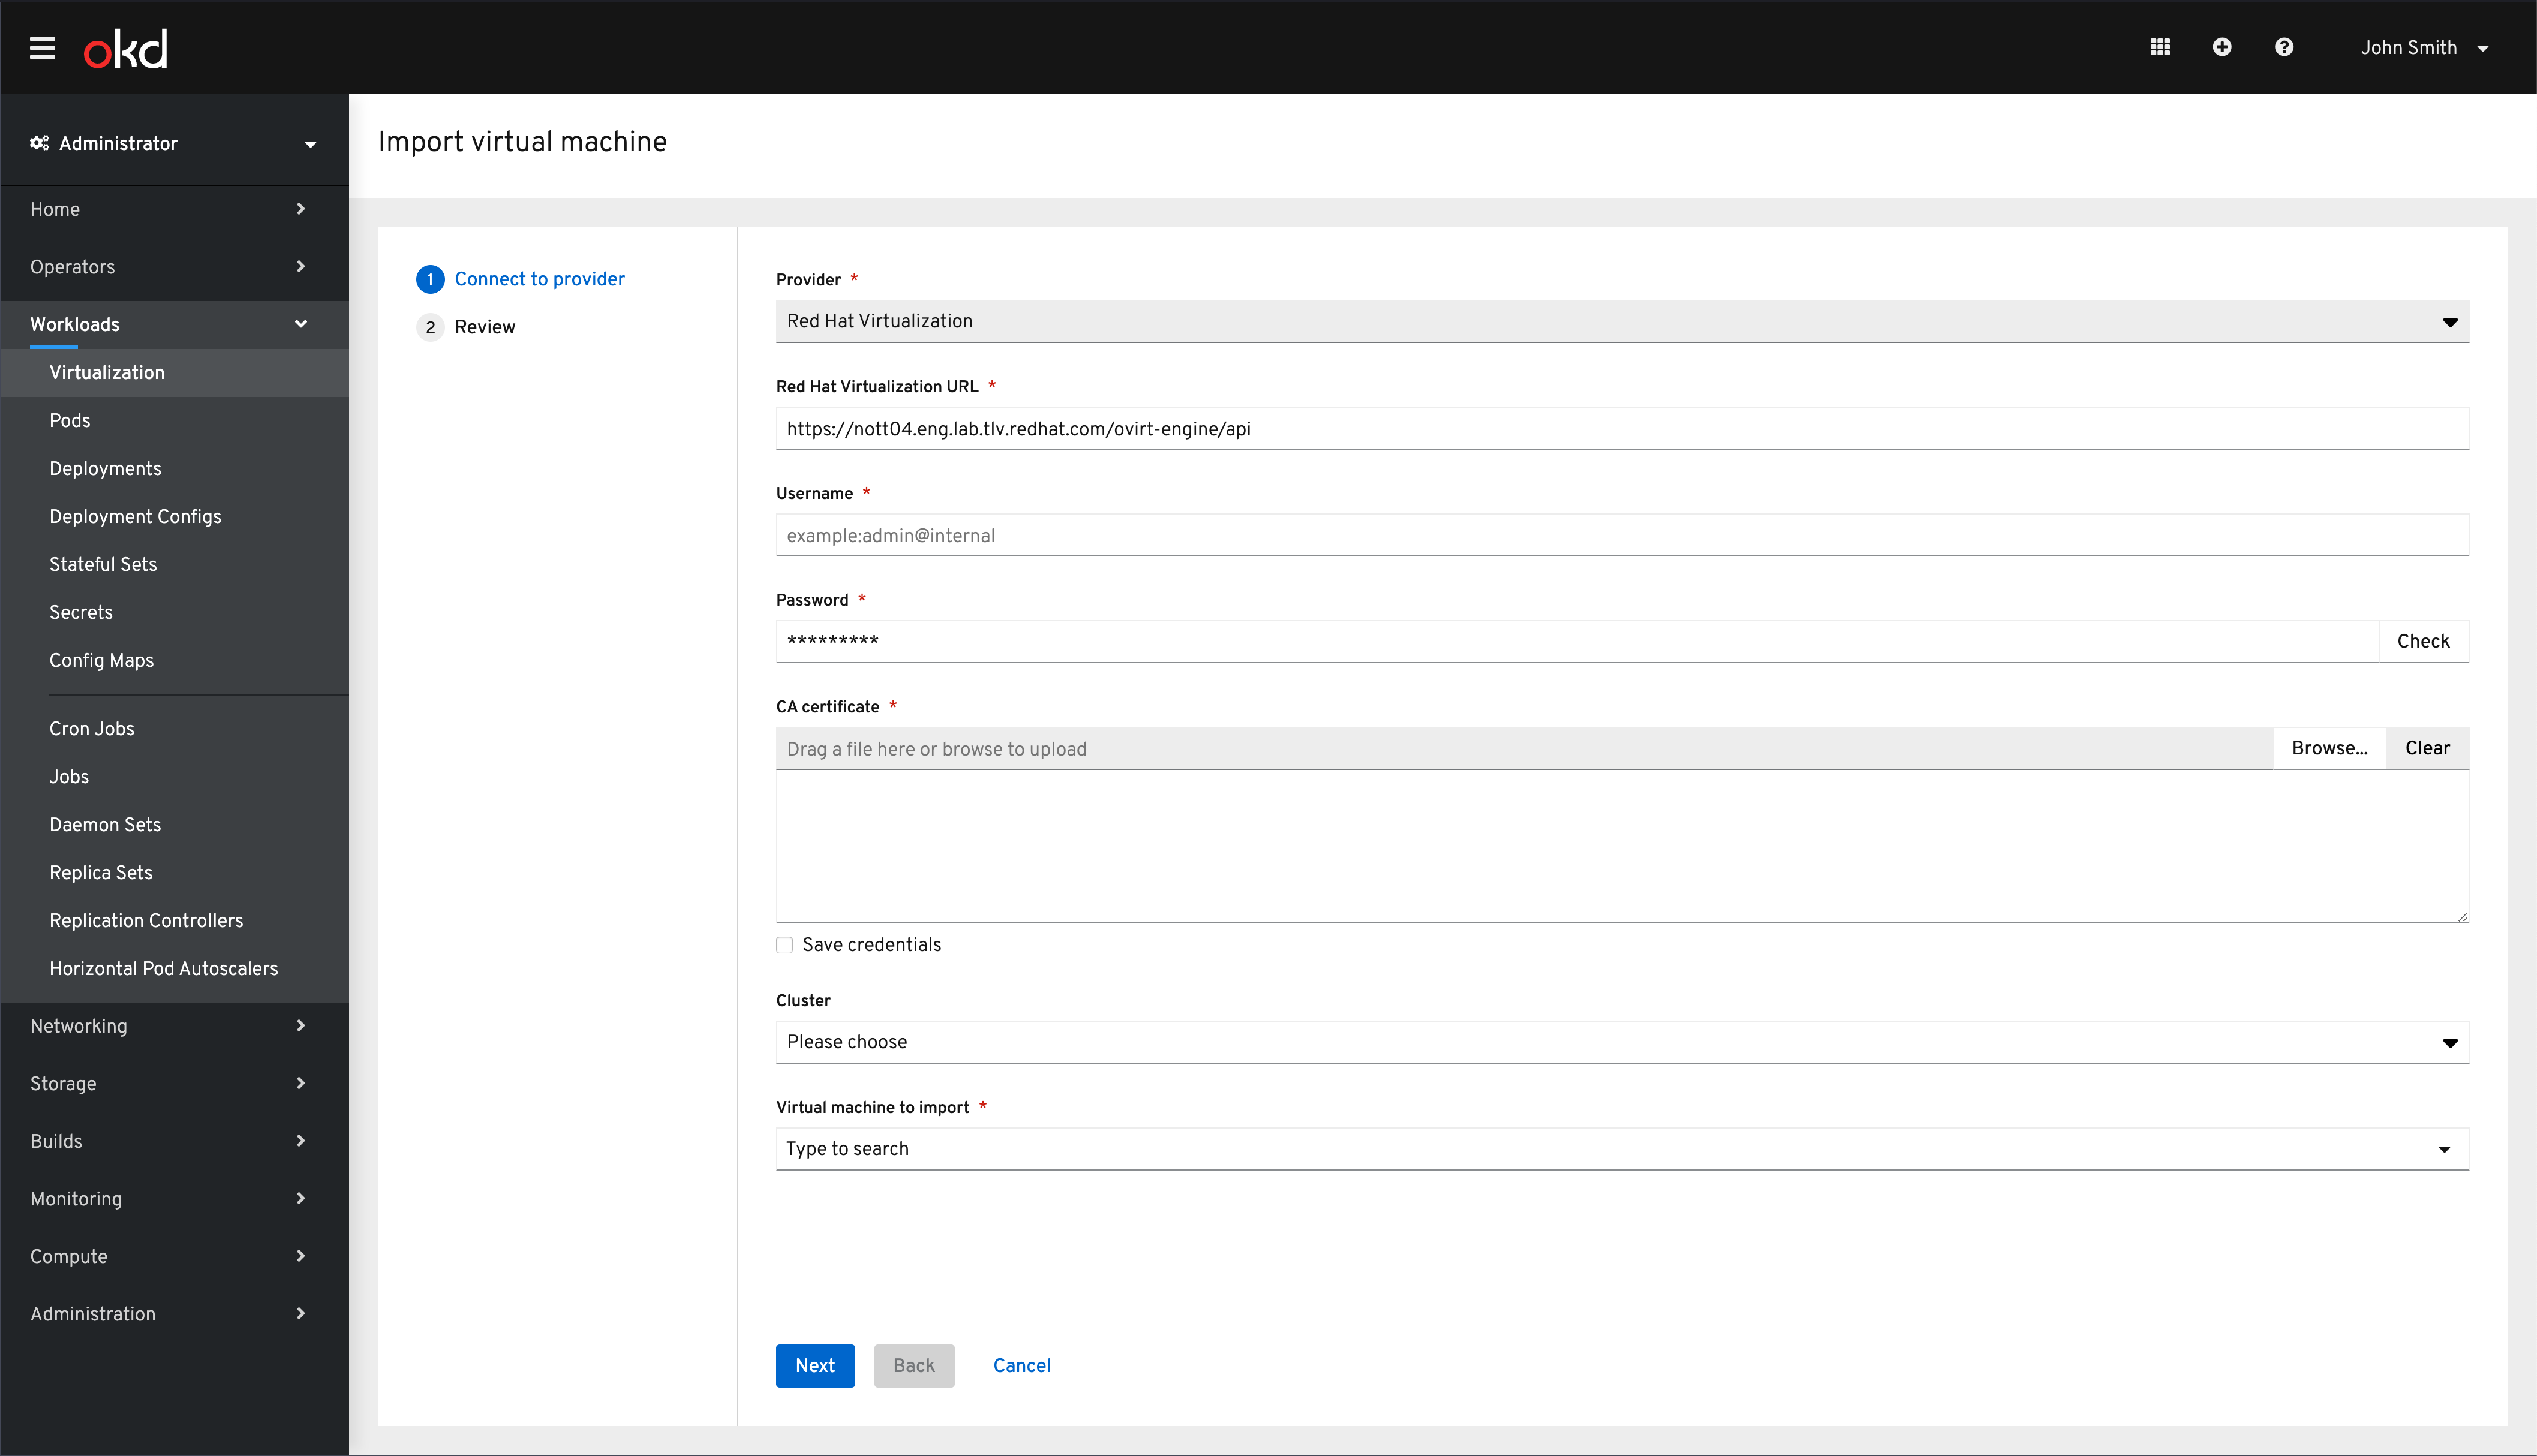 okd
John Smith
Administrator
Home
Operators
Workloads
Virtualization
Pods
Deployments
Deployment Configs
Stateful Sets
Secrets
Config Maps
Cron Jobs
Jobs
Daemon Sets
Replica Sets
Replication Controllers
Horizontal Pod Autoscalers
Networking
Storage
Builds
Monitoring
Compute
Administration
Import virtual machine
1 Connect to provider
2 Review
Provider *
Red Hat Virtualization
Red Hat Virtualization URL *
https://nott04.eng.lab.tlv.redhat.com/ovirt-engine/api
Username *
example:admin@internal
Password *
********* Check
CA certificate *
Drag a file here or browse to upload Browse... Clear
Save credentials
Cluster
Please choose
Virtual machine to import *
Type to search
Next Back Cancel